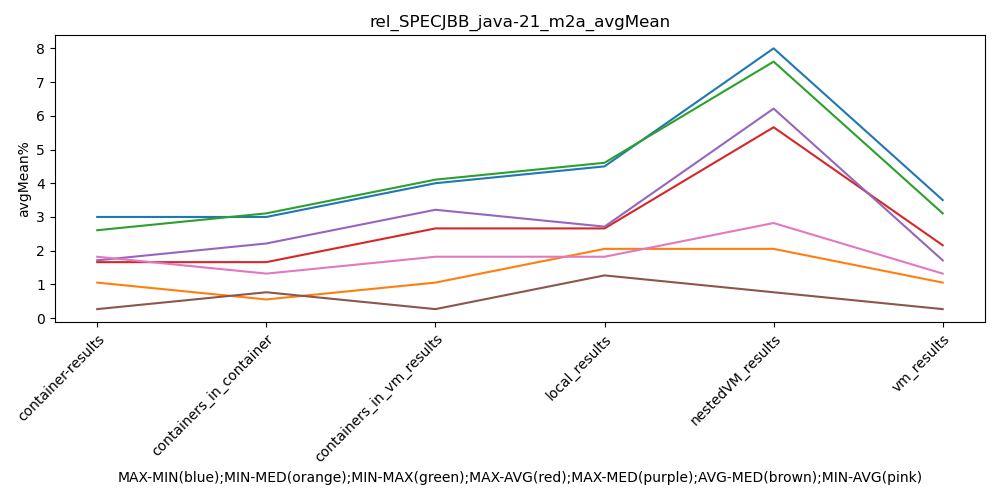 rel_SPECJBB_java-21_m2a_avgMean
avgMean%
8
7
6
5
4
3
2
1
0
container-results
containers_in_container
containers_in_vm_results
local_results
nestedVM_results
vm_results
MAX-MIN(blue);MIN-MED(orange);MIN-MAX(green);MAX-AVG(red);MAX-MED(purple);AVG-MED(brown);MIN-AVG(pink)